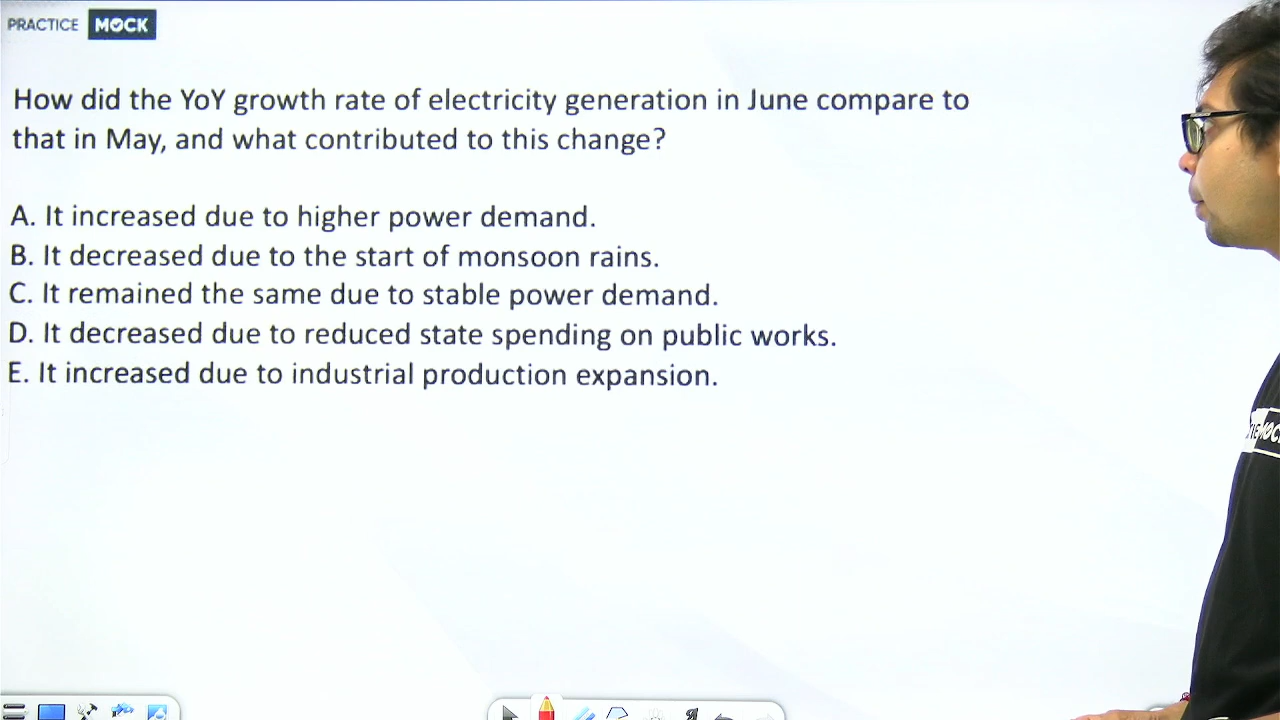 PRACTICE MOCK
How did the YoY growth rate of electricity generation in June compare to
that in May, and what contributed to this change?
A. It increased due to higher power demand.
B. It decreased due to the start of monsoon rains.
C. It remained the same due to stable power demand.
D. It decreased due to reduced state spending on public works.
E. It increased due to industrial production expansion.